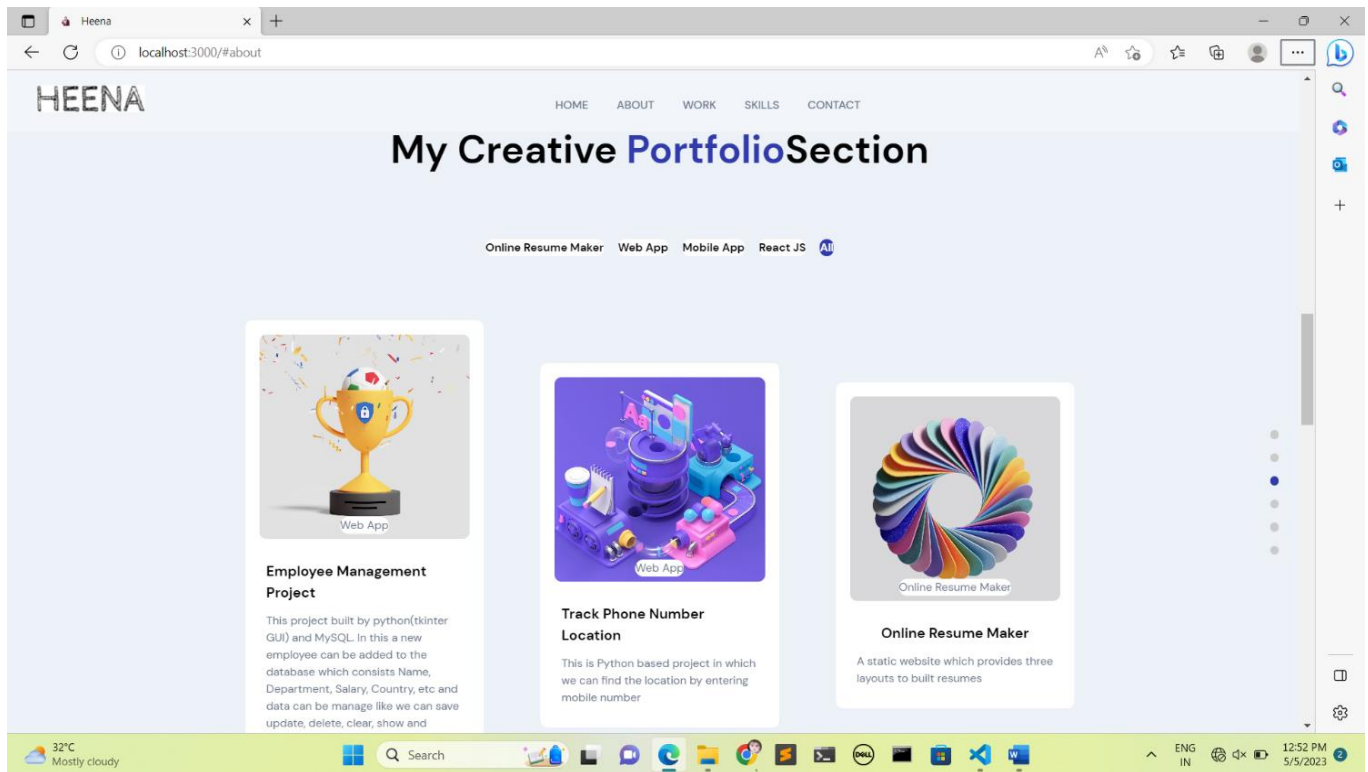 Heena
localhost:3000/#about
HEENA
HOME ABOUT WORK SKILLS CONTACT
My Creative PortfolioSection
Online Resume Maker Web App Mobile App React JS All
Web App
Employee Management
Project
This project built by python(tkinter
GUI) and MySQL. In this a new
employee can be added to the
database which consists Name,
Department, Salary, Country, etc and
data can be manage like we can save
update, delete, clear, show and
Web App
Track Phone Number
Location
This is Python based project in which
we can find the location by entering
mobile number
Online Resume Maker
Online Resume Maker
A static website which provides three
layouts to built resumes
32°C
Mostly cloudy
Search
DELL
ENG
IN
12:52 PM
5/5/2023
2